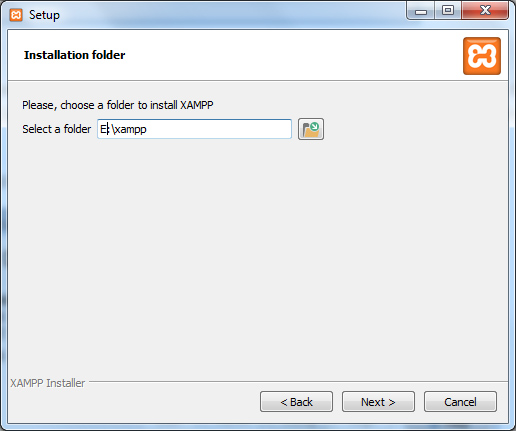 Setup
Installation folder
Please, choose a folder to install XAMPP
Select a folder E:\xampp
XAMPP Installer
< Back Next > Cancel